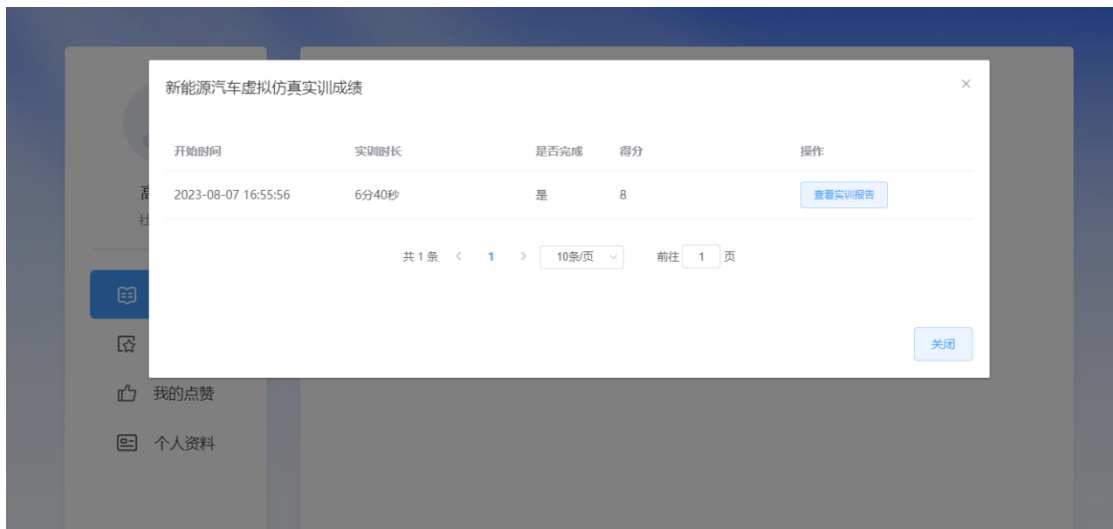 新能源汽车虚拟仿真实训成绩
开始时间 实训时长 是否完成 得分 操作
2023-08-07 16:55:56 6分40秒 是 8 查看实训报告
共 1 条 1 10条/页 前往 1 页
关闭
高
社
我的点赞
个人资料